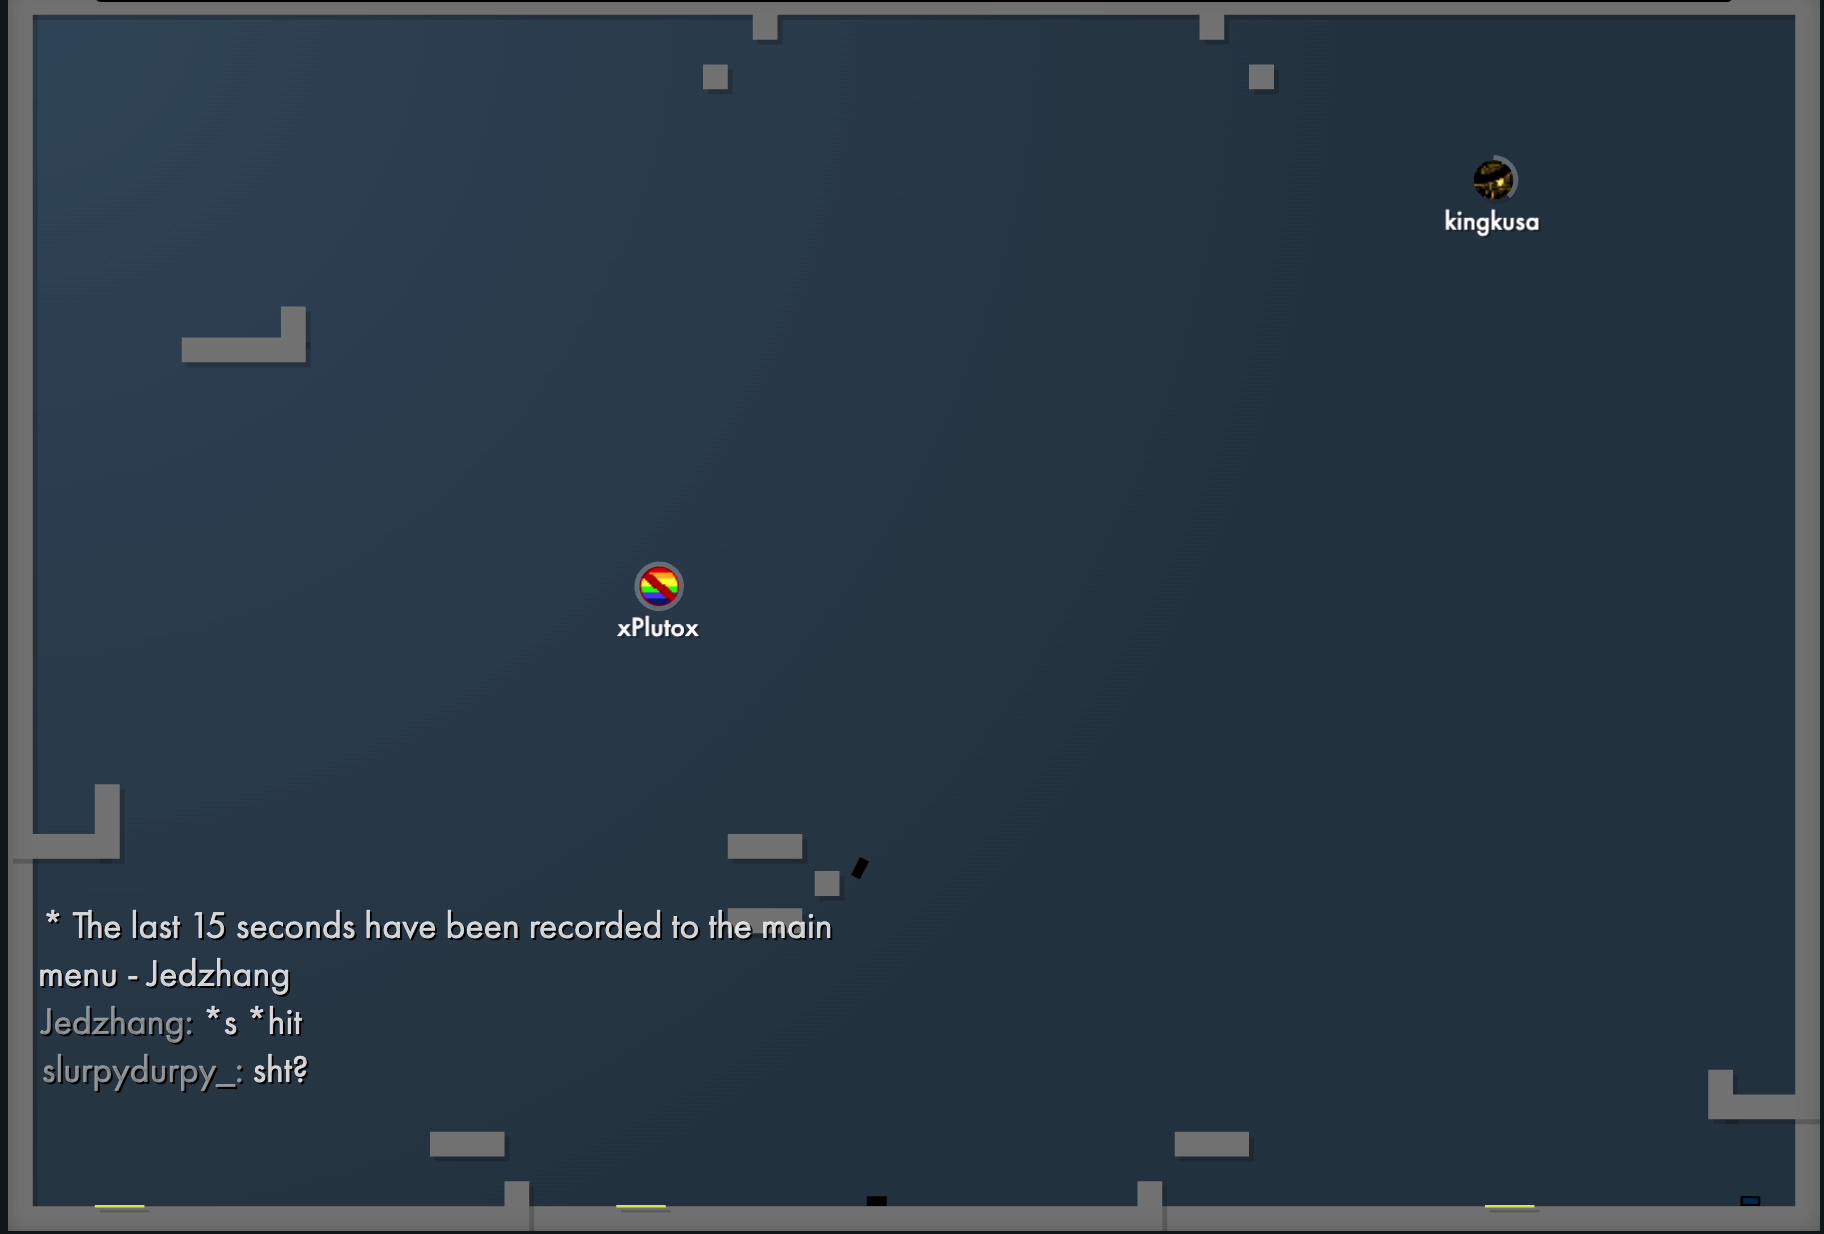 kingkusa
xPlutox
* The last 15 seconds have been recorded to the main
menu - Jedzhang
Jedzhang: *s *hit
slurpydurpy_: sht?